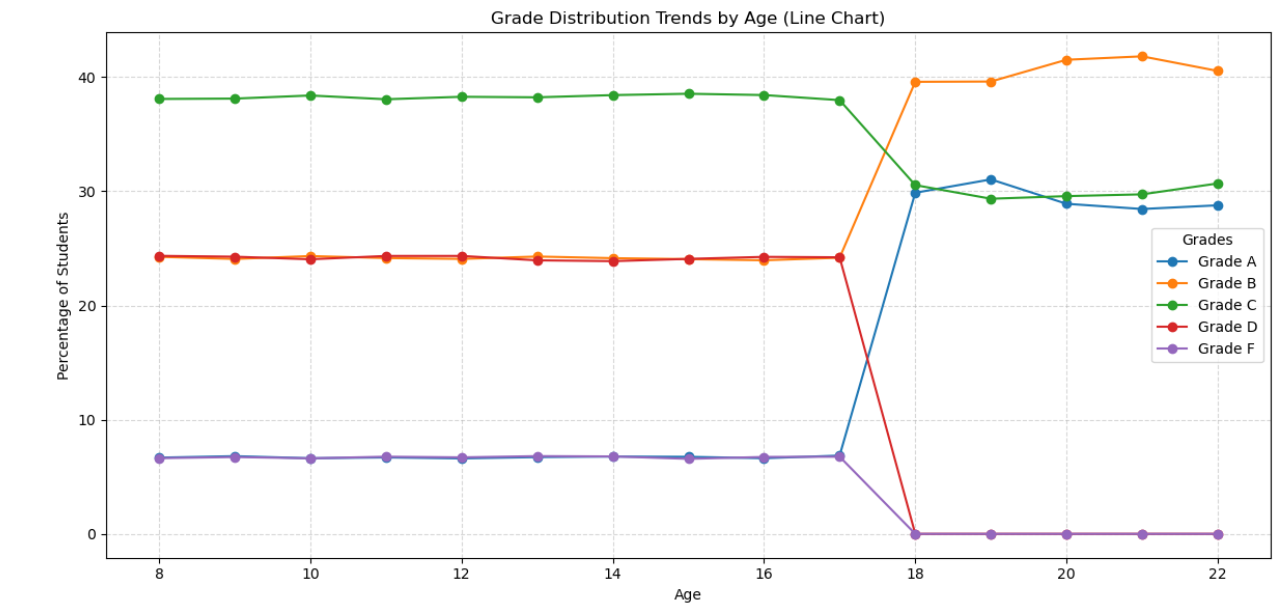 Grade Distribution Trends by Age (Line Chart)
Percentage of Students
40
30
20
10
0
8 10 12 14 16 18 20 22
Age
Grades
Grade A
Grade B
Grade C
Grade D
Grade F